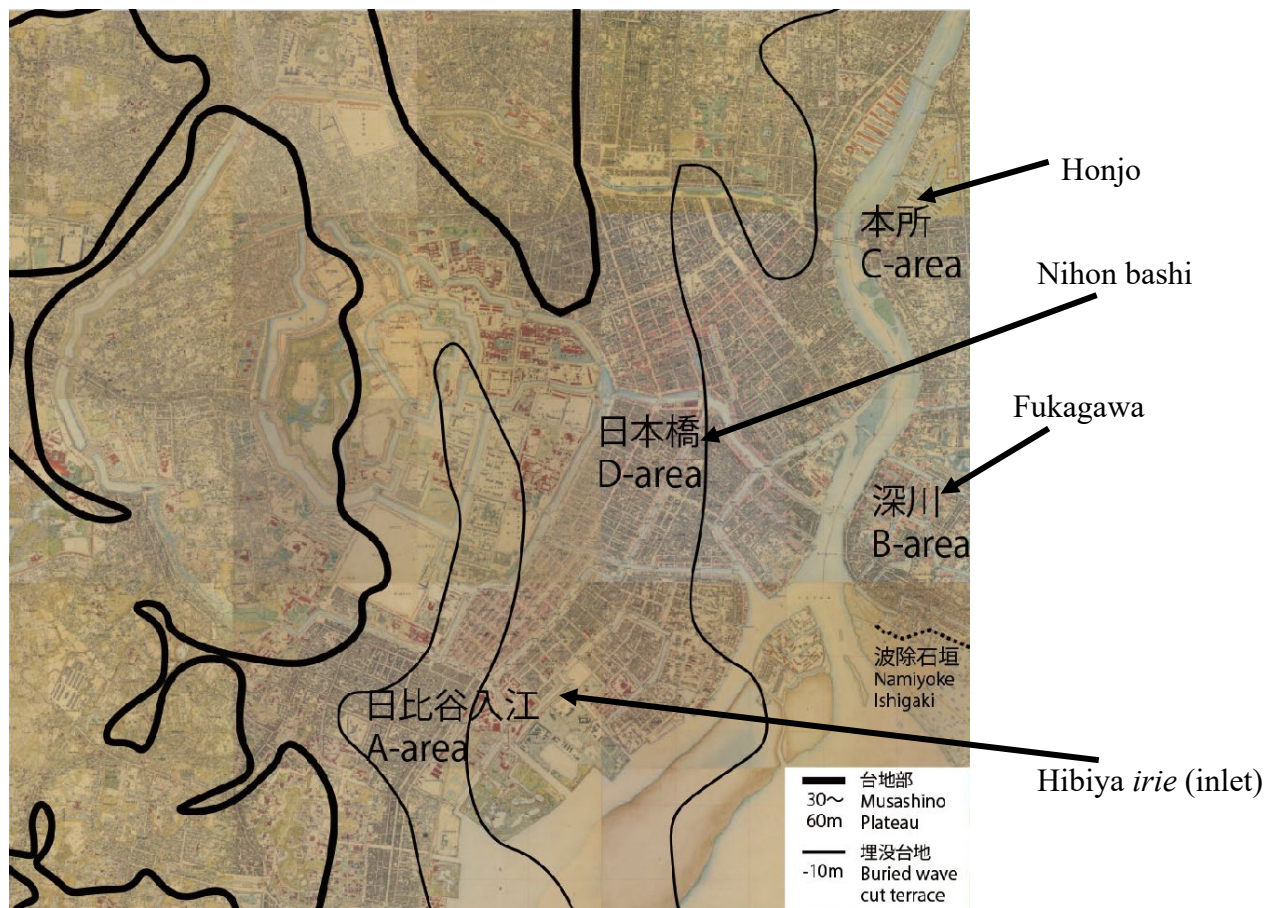 Honjo
本所
C-area
Nihon bashi
日本橋
D-area
Fukagawa
深川
B-area
波除石垣
Namiyoke
Ishigaki
日比谷入江
A-area
Hibiya irie (inlet)
台地部
30〜 Musashino
60m Plateau
埋没台地
-10m Buried wave
cut terrace